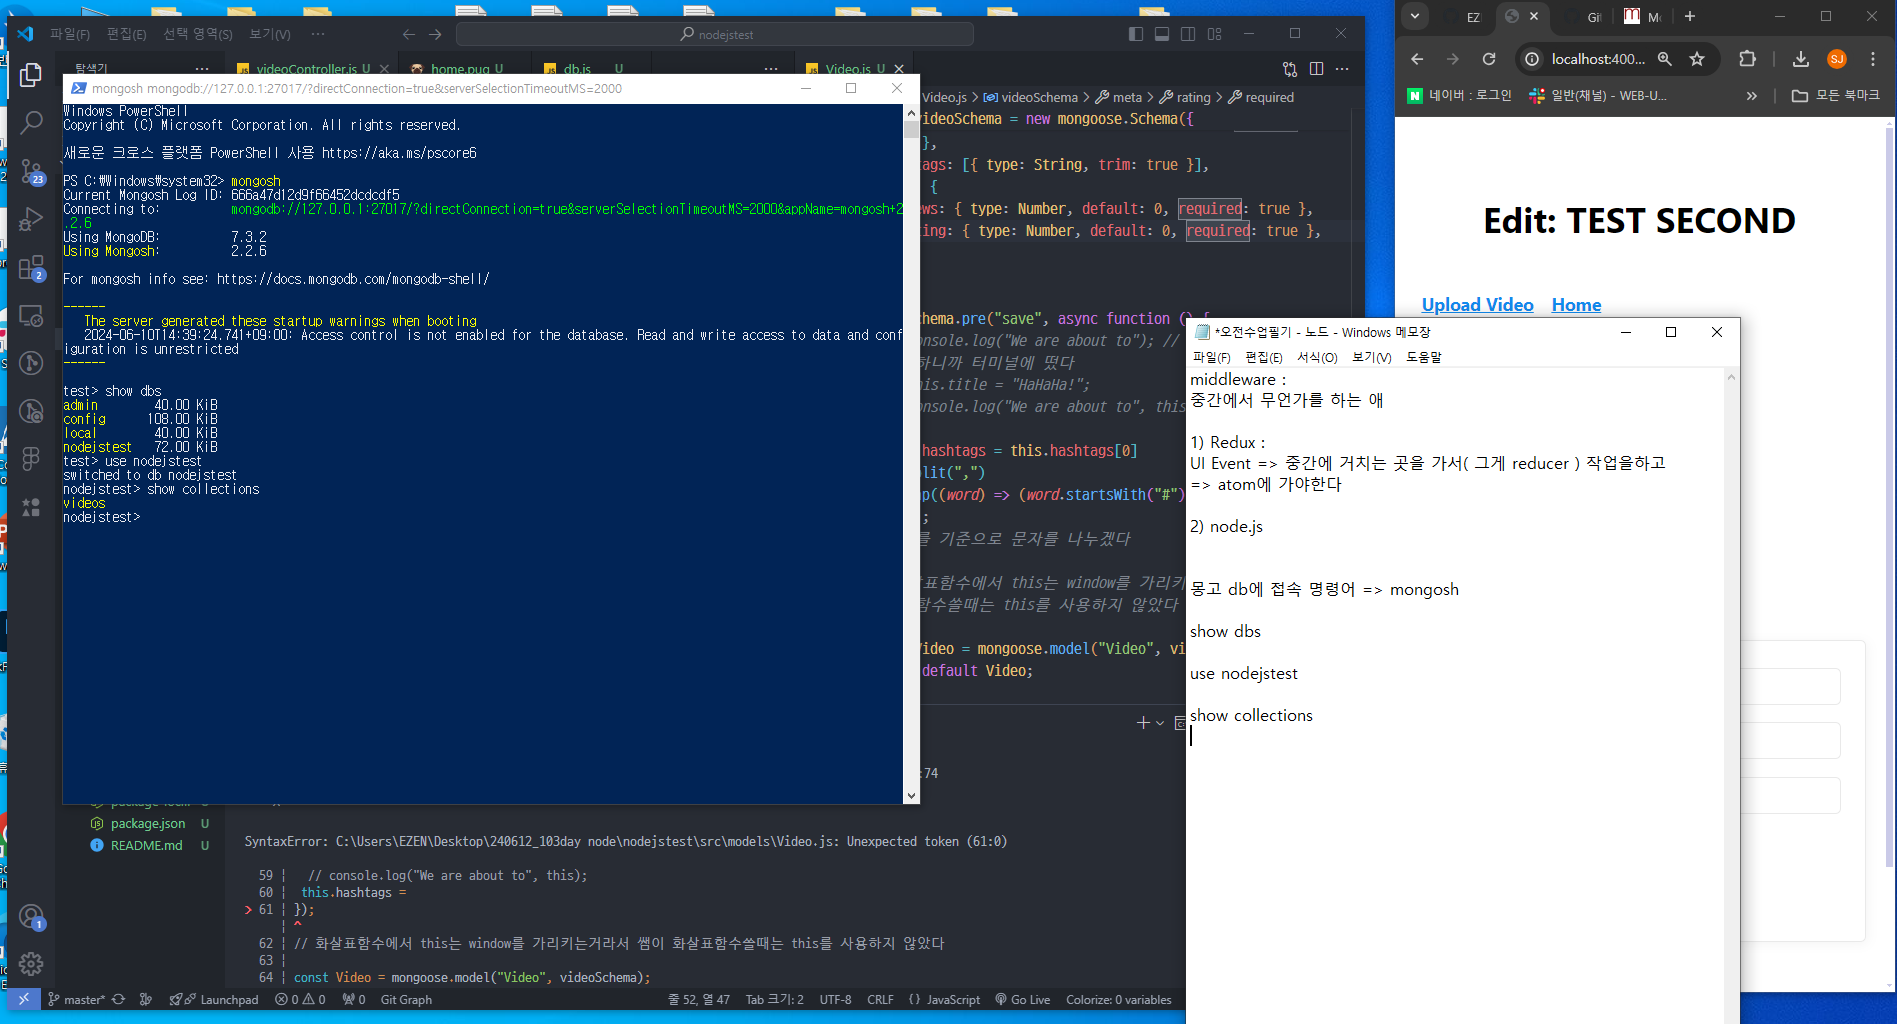 파일(F) 편집(E) 선택 영역(S) 보기(V) ··· nodejstest
탐색기 ··· videoController.js U home.pug U db.js U ··· Video.js U
mongosh mongodb://127.0.0.1:27017/?directConnection=true&serverSelectionTimeoutMS=2000
Windows PowerShell
Copyright (C) Microsoft Corporation. All rights reserved.
새로운 크로스 플랫폼 PowerShell 사용 https://aka.ms/pscore6
PS C:\Windows\system32> mongosh
Current Mongosh Log ID: 666a47d12d9f66452dcdcdf5
Connecting to: mongodb://127.0.0.1:27017/?directConnection=true&serverSelectionTimeoutMS=2000&appName=mongosh+2
.2.6
Using MongoDB: 7.3.2
Using Mongosh: 2.2.6
For mongosh info see: https://docs.mongodb.com/mongodb-shell/
------
The server generated these startup warnings when booting
2024-06-10T14:39:24.741+09:00: Access control is not enabled for the database. Read and write access to data and conf
iguration is unrestricted
------
test> show dbs
admin 40.00 KiB
config 108.00 KiB
local 40.00 KiB
nodejstest 72.00 KiB
test> use nodejstest
switched to db nodejstest
nodejstest> show collections
videos
nodejstest>
Video.js > videoSchema > meta > rating > required
videoSchema = new mongoose.Schema({
},
tags: [{ type: String, trim: true }],
{
ews: { type: Number, default: 0, required: true },
ting: { type: Number, default: 0, required: true },
hema.pre("save", async function () {
onsole.log("We are about to"); //
하니까 터미널에 떴다
his.title = "HaHaHa!";
onsole.log("We are about to", this
hashtags = this.hashtags[0]
plit(",")
ap((word) => (word.startsWith("#")
;
를 기준으로 문자를 나누겠다
살표함수에서 this는 window를 가리키
함수쓸때는 this를 사용하지 않았다
Video = mongoose.model("Video", vi
default Video;
:74
package.json U
README.md U
SyntaxError: C:\Users\EZEN\Desktop\240612_103day node\nodejstest\src\models\Video.js: Unexpected token (61:0)
59 | // console.log("We are about to", this);
60 | this.hashtags =
> 61 | });
| ^
62 | // 화살표함수에서 this는 window를 가리키는거라서 쌤이 화살표함수쓸때는 this를 사용하지 않았다
63 |
64 | const Video = mongoose.model("Video", videoSchema);
23
2
1
master* Launchpad 0 0 0 Git Graph 줄 52, 열 47 Tab 크기: 2 UTF-8 CRLF {} JavaScript Go Live Colorize: 0 variables
EZ Git
localhost:400... SJ
네이버 : 로그인 일반(채널) - WEB-U... » 모든 북마크
Edit: TEST SECOND
Upload Video Home
*오전수업필기 - 노드 - Windows 메모장
파일(F) 편집(E) 서식(O) 보기(V) 도움말
middleware :
중간에서 무언가를 하는 애
1) Redux :
UI Event => 중간에 거치는 곳을 가서( 그게 reducer ) 작업을하고
=> atom에 가야한다
2) node.js
몽고 db에 접속 명령어 => mongosh
show dbs
use nodejstest
show collections